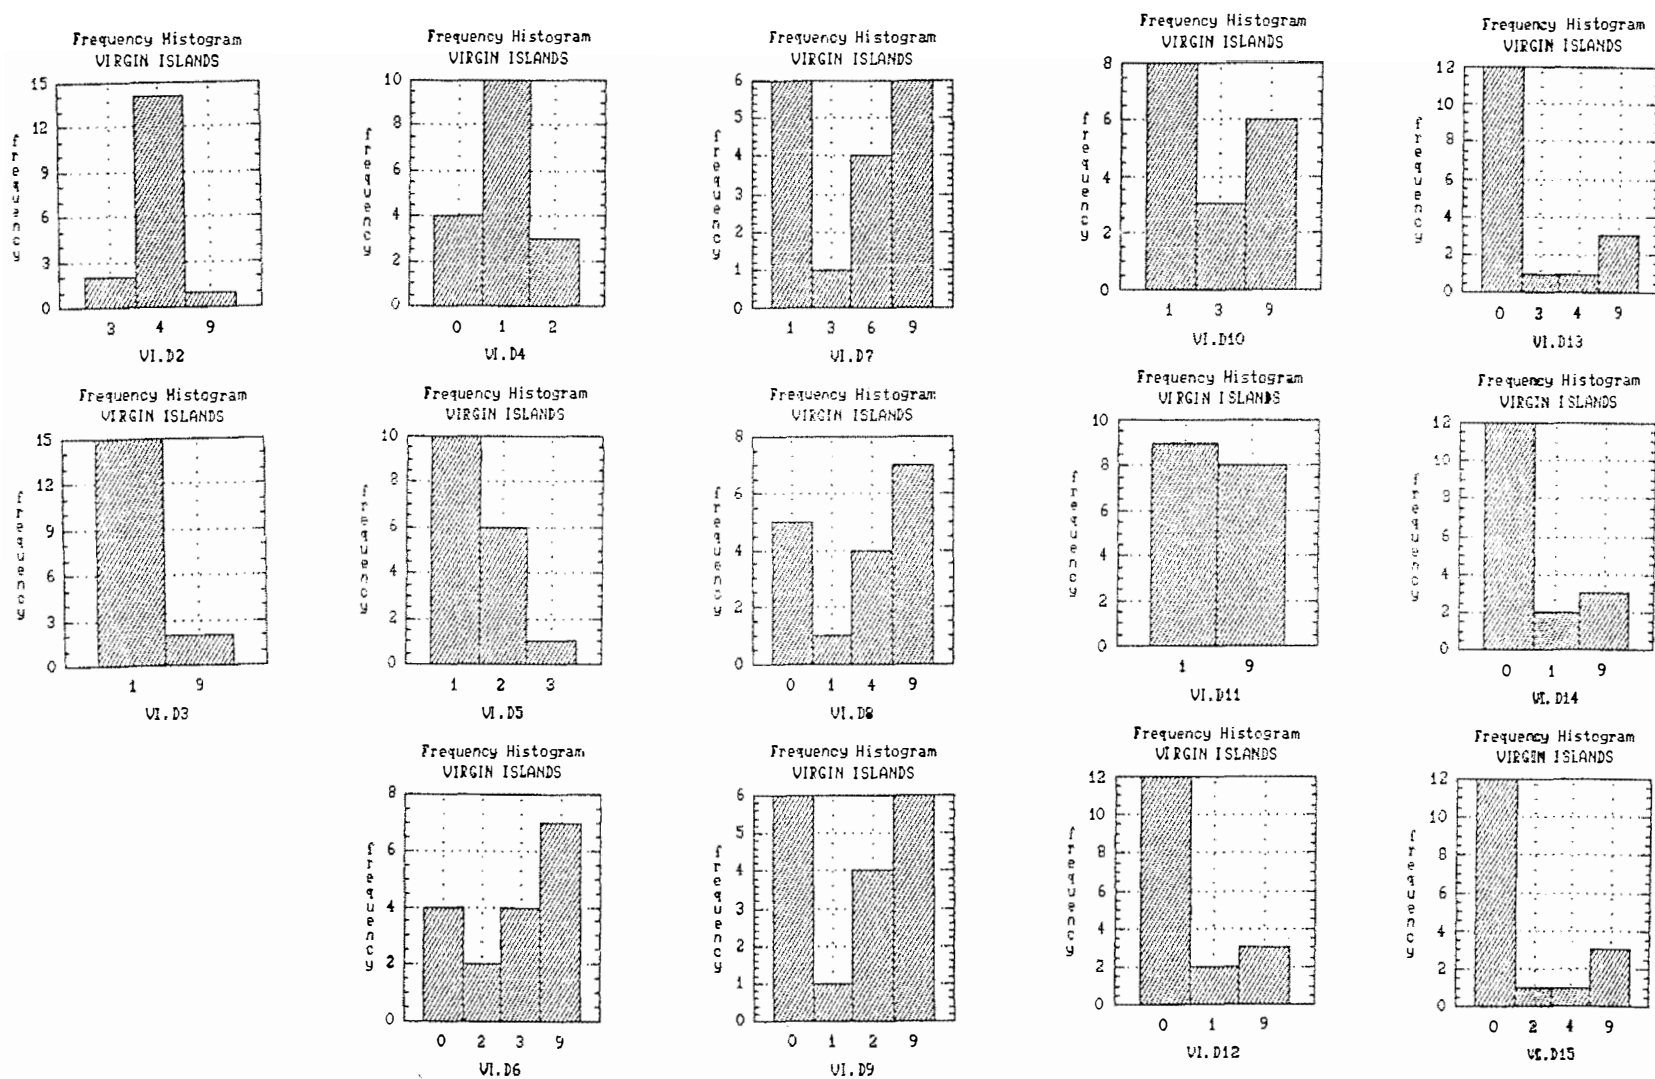 Frequency Histogram
VIRGIN ISLANDS
15
12
9
6
3
0
frequency
3 4 9
VI.D2
Frequency Histogram
VIRGIN ISLANDS
10
8
6
4
2
0
frequency
0 1 2
VI.D4
Frequency Histogram
VIRGIN ISLANDS
6
5
4
3
2
1
0
frequency
1 3 6 9
VI.D7
Frequency Histogram
VIRGIN ISLANDS
8
6
4
2
0
frequency
1 3 9
VI.D10
Frequency Histogram
VIRGIN ISLANDS
12
10
8
6
4
2
0
frequency
0 3 4 9
VI.D13
Frequency Histogram
VIRGIN ISLANDS
15
12
9
6
3
0
frequency
1 9
VI.D3
Frequency Histogram
VIRGIN ISLANDS
10
8
6
4
2
0
frequency
1 2 3
VI.D5
Frequency Histogram
VIRGIN ISLANDS
8
6
4
2
0
frequency
0 1 4 9
VI.D8
Frequency Histogram
VIRGIN ISLANDS
10
8
6
4
2
0
frequency
1 9
VI.D11
Frequency Histogram
VIRGIN ISLANDS
12
10
8
6
4
2
0
frequency
0 1 9
VI.D14
Frequency Histogram
VIRGIN ISLANDS
8
6
4
2
0
frequency
0 2 3 9
VI.D6
Frequency Histogram
VIRGIN ISLANDS
6
5
4
3
2
1
0
frequency
0 1 2 9
VI.D9
Frequency Histogram
VIRGIN ISLANDS
12
10
8
6
4
2
0
frequency
0 1 9
VI.D12
Frequency Histogram
VIRGIN ISLANDS
12
10
8
6
4
2
0
frequency
0 2 4 9
VI.D15